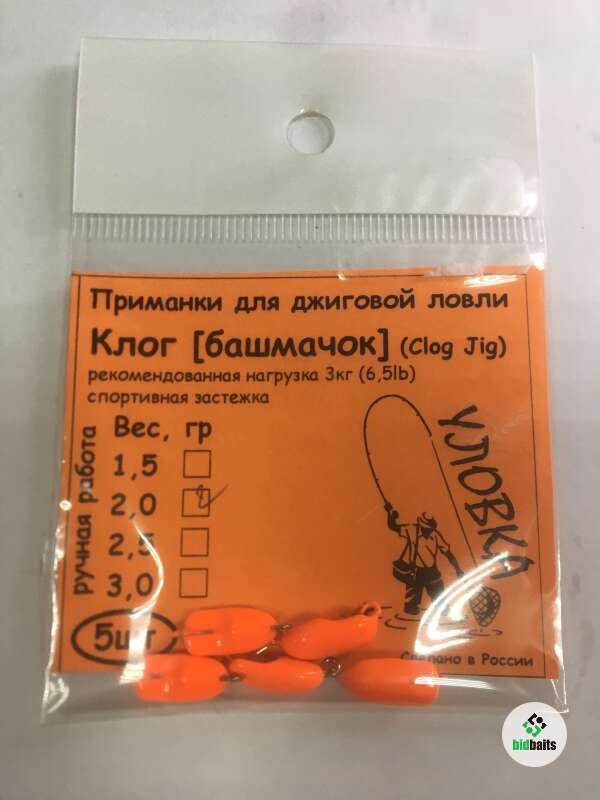 Приманки для джиговой ловли
Клог [башмачок] (Clog Jig)
рекомендованная нагрузка 3кг (6,5lb)
спортивная застежка
ручная работа
Вес, гр
1,5
2,0
2,5
3,0
5шт
УЛОВКА
Сделано в России
bidbaits